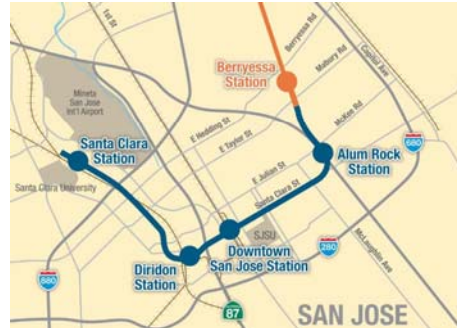 1st St
Berryessa Rd
Mabury Rd
Capitol Ave
Berryessa
Station
Mineta
San Jose
Int'l Airport
McKee Rd
E Hedding St
E Taylor St
680
Santa Clara
Station
Alum Rock
Station
E Julian St
Santa Clara University
Santa Clara St
SJSU
Downtown
San Jose Station
280
McLaughlin Ave
Diridon
Station
880
87
SAN JOSE